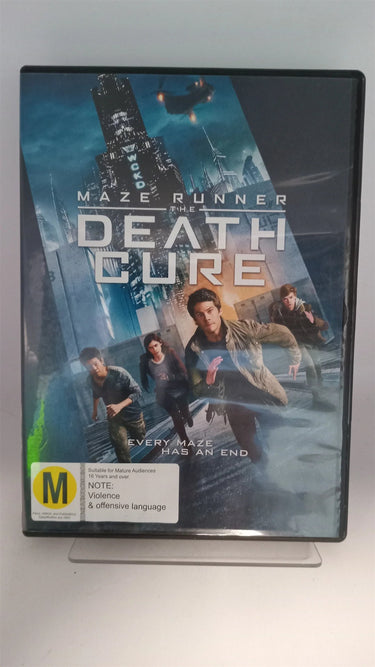 WCKD
MAZE RUNNER
THE
DEATH
CURE
EVERY MAZE
HAS AN END
M
Suitable for Mature Audiences
16 Years and over
NOTE:
Violence
& offensive language